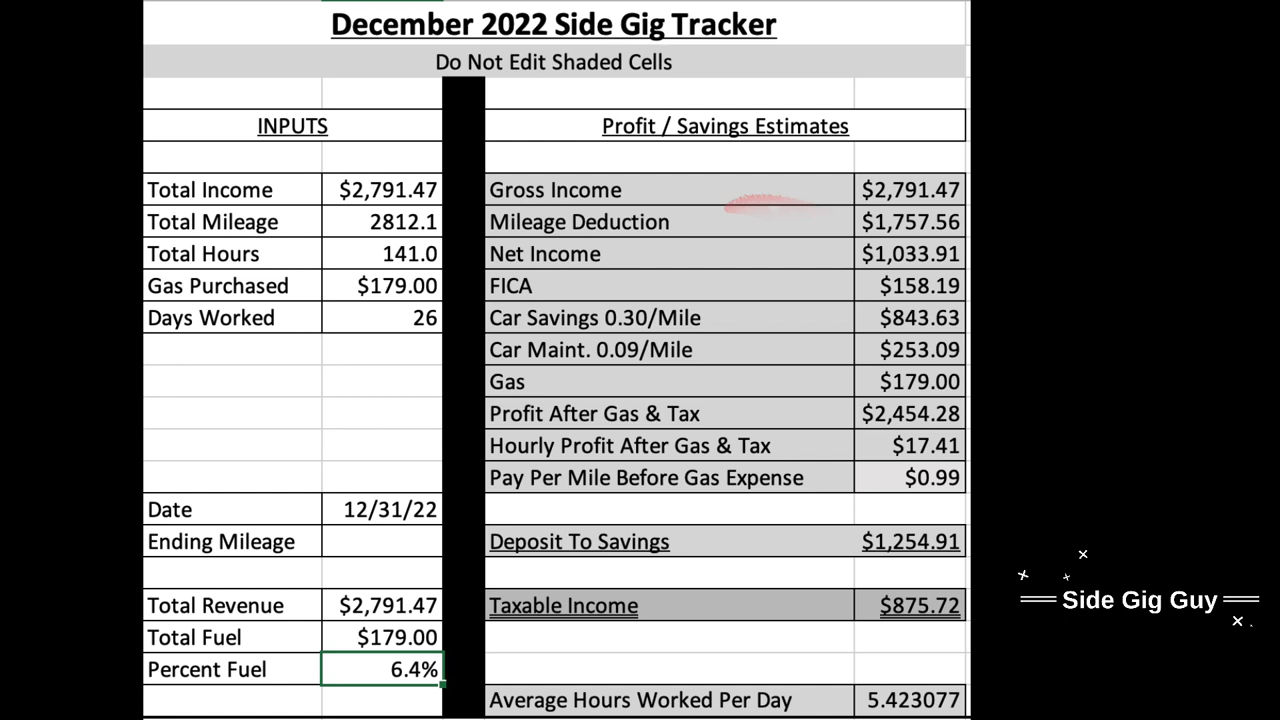 December 2022 Side Gig Tracker
Do Not Edit Shaded Cells
INPUTS
Total Income $2,791.47
Total Mileage 2812.1
Total Hours 141.0
Gas Purchased $179.00
Days Worked 26
Date 12/31/22
Ending Mileage
Total Revenue $2,791.47
Total Fuel $179.00
Percent Fuel 6.4%
Profit / Savings Estimates
Gross Income $2,791.47
Mileage Deduction $1,757.56
Net Income $1,033.91
FICA $158.19
Car Savings 0.30/Mile $843.63
Car Maint. 0.09/Mile $253.09
Gas $179.00
Profit After Gas & Tax $2,454.28
Hourly Profit After Gas & Tax $17.41
Pay Per Mile Before Gas Expense $0.99
Deposit To Savings $1,254.91
Taxable Income $875.72
Average Hours Worked Per Day 5.423077
Side Gig Guy